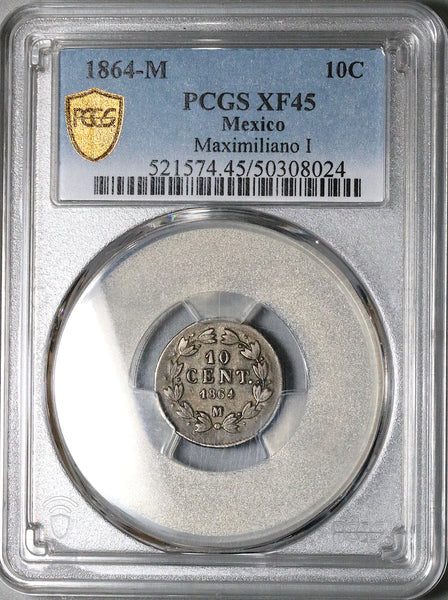 1864-M 10C
PCGS XF45
Mexico
Maximiliano I
521574.45/50308024
PCGS
10
CENT.
1864
M